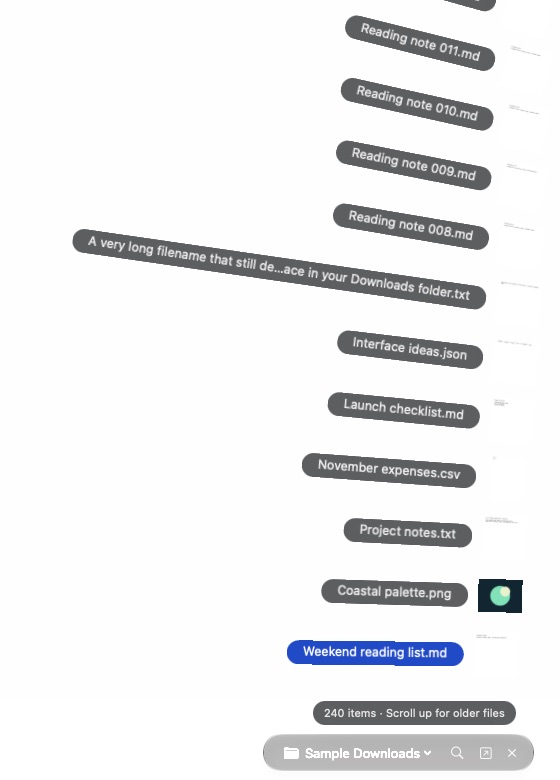 Reading note 011.md
Reading note 010.md
Reading note 009.md
Reading note 008.md
A very long filename that still de...ace in your Downloads folder.txt
Interface ideas.json
Launch checklist.md
November expenses.csv
Project notes.txt
Coastal palette.png
Weekend reading list.md
240 items · Scroll up for older files
Sample Downloads